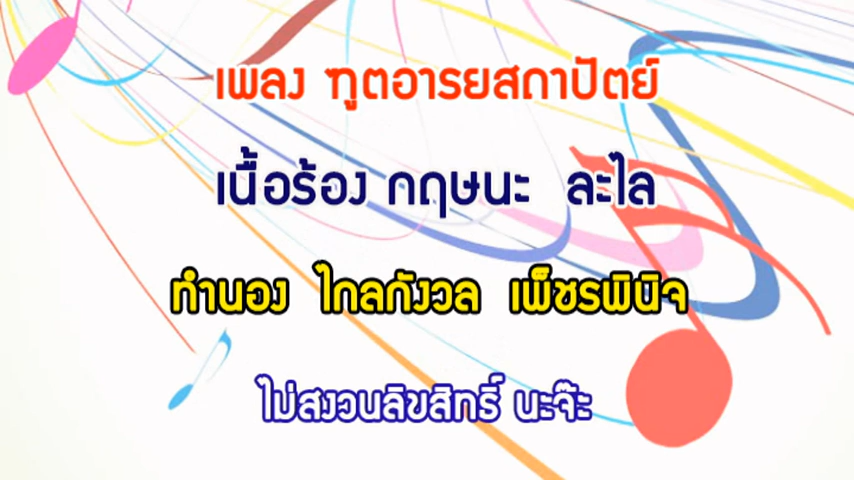 เพลง ฑูตอารยสถาปัตย์
เนื้อร้อง กฤษนะ ละไล
ทำนอง ไกลกังวล เพ็ชรพินิจ
ไม่สงวนลิขสิทธิ์ นะจ๊ะ